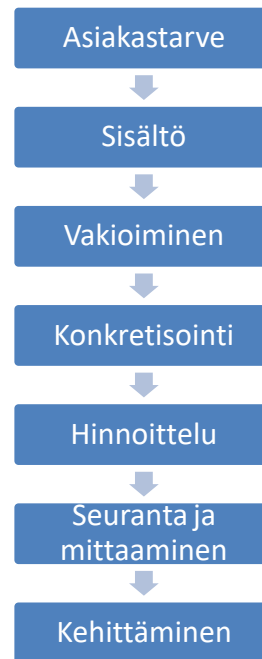 Asiakastarve
Sisältö
Vakioiminen
Konkretisointi
Hinnoittelu
Seuranta ja
mittaaminen
Kehittäminen